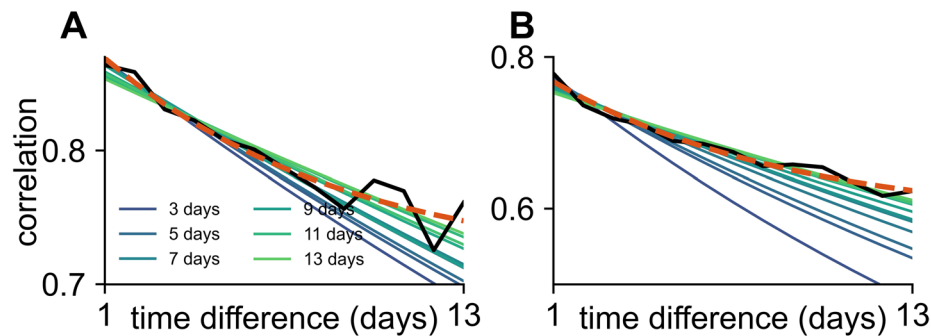 A
B
correlation
0.8
0.7
3 days
5 days
7 days
9 days
11 days
13 days
1
time difference (days)
13
0.8
0.6
1
time difference (days)
13